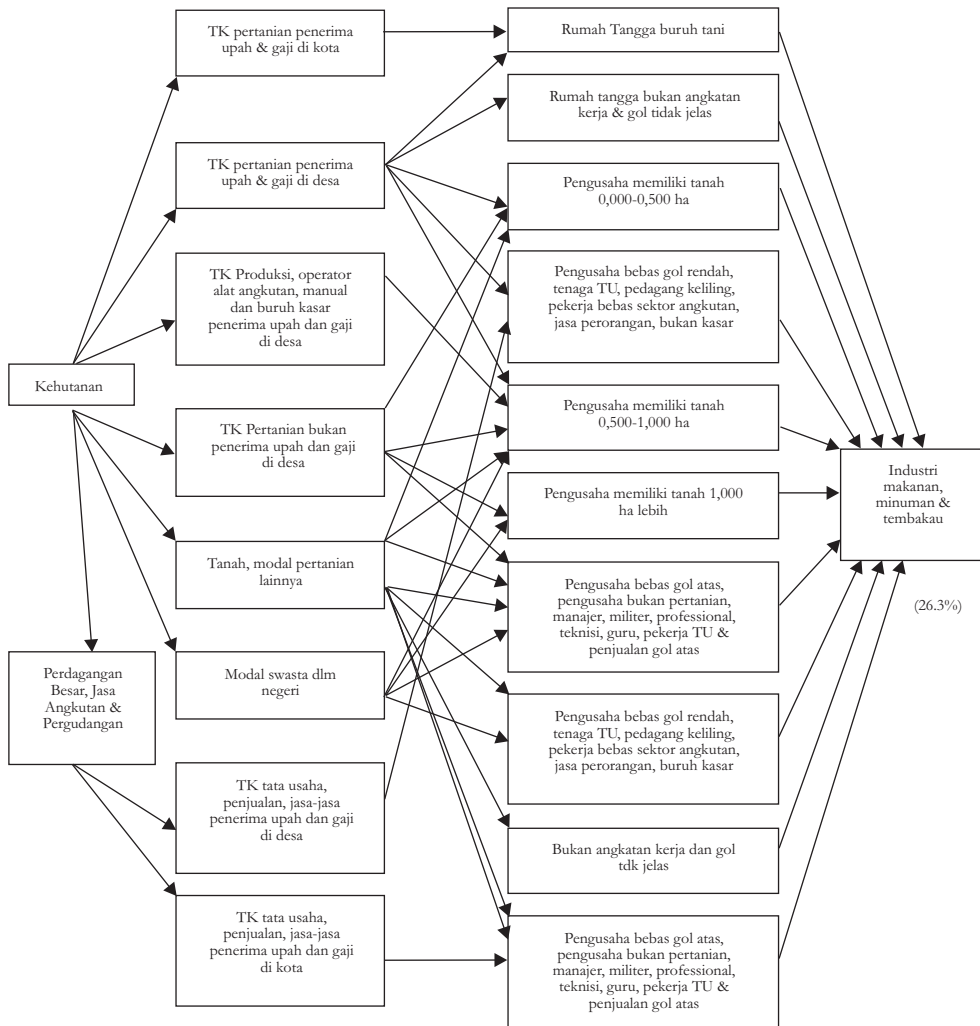 TK pertanian penerima
upah & gaji di kota
Rumah Tangga buruh tani
Rumah tangga bukan angkatan
kerja & gol tidak jelas
TK pertanian penerima
upah & gaji di desa
Pengusaha memiliki tanah
0,000-0,500 ha
TK Produksi, operator
alat angkutan, manual
dan buruh kasar
penerima upah dan gaji
di desa
Pengusaha bebas gol rendah,
tenaga TU, pedagang keliling,
pekerja bebas sektor angkutan,
jasa perorangan, bukan kasar
Kehutanan
Pengusaha memiliki tanah
0,500-1,000 ha
TK Pertanian bukan
penerima upah dan gaji
di desa
Industri
makanan,
minuman &
tembakau
Pengusaha memiliki tanah 1,000
ha lebih
Tanah, modal pertanian
lainnya
Pengusaha bebas gol atas,
pengusaha bukan pertanian,
manajer, militer, professional,
teknisi, guru, pekerja TU &
penjualan gol atas
(26.3%)
Perdagangan
Besar, Jasa
Angkutan &
Pergudangan
Modal swasta dlm
negeri
Pengusaha bebas gol rendah,
tenaga TU, pedagang keliling,
pekerja bebas sektor angkutan,
jasa perorangan, buruh kasar
TK tata usaha,
penjualan, jasa-jasa
penerima upah dan gaji
di desa
Bukan angkatan kerja dan gol
tdk jelas
TK tata usaha,
penjualan, jasa-jasa
penerima upah dan gaji
di kota
Pengusaha bebas gol atas,
pengusaha bukan pertanian,
manajer, militer, professional,
teknisi, guru, pekerja TU &
penjualan gol atas